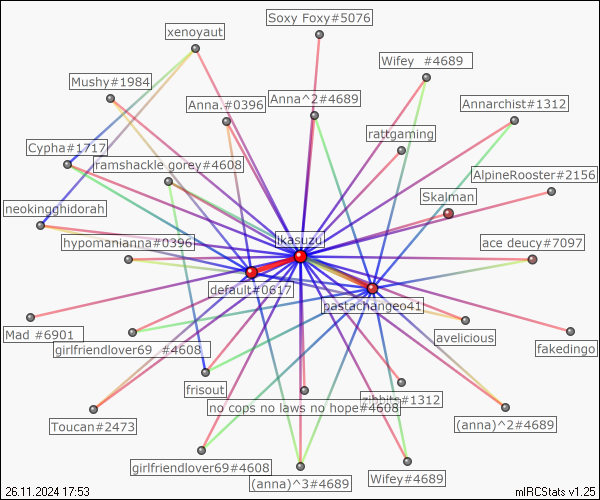 Soxy Foxy#5076
xenoyaut
Wifey #4689
Mushy#1984
Anna.#0396
Anna^2#4689
Annarchist#1312
rattgaming
Cypha#1717
ramshackle gorey#4608
AlpineRooster#2156
Skalman
neokingghidorah
hypomanianna#0396
ikasuzu
ace deucy#7097
default#0617
pastachangeo41
Mad #6901
girlfriendlover69 #4608
avelicious
fakedingo
frisout
no cops no laws no hope#4608
zibbits#1312
Toucan#2473
(anna)^2#4689
girlfriendlover69#4608
(anna)^3#4689
Wifey#4689
26.11.2024 17:53
mIRCStats v1.25